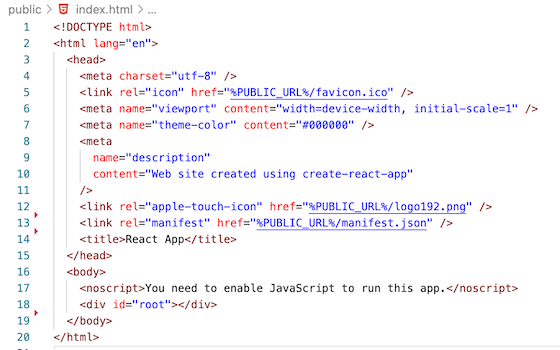 public > index.html > ...
1 <!DOCTYPE html>
2 <html lang="en">
3 <head>
4 <meta charset="utf-8" />
5 <link rel="icon" href="%PUBLIC_URL%/favicon.ico" />
6 <meta name="viewport" content="width=device-width, initial-scale=1" />
7 <meta name="theme-color" content="#000000" />
8 <meta
9 name="description"
10 content="Web site created using create-react-app"
11 />
12 <link rel="apple-touch-icon" href="%PUBLIC_URL%/logo192.png" />
13 <link rel="manifest" href="%PUBLIC_URL%/manifest.json" />
14 <title>React App</title>
15 </head>
16 <body>
17 <noscript>You need to enable JavaScript to run this app.</noscript>
18 <div id="root"></div>
19 </body>
20 </html>